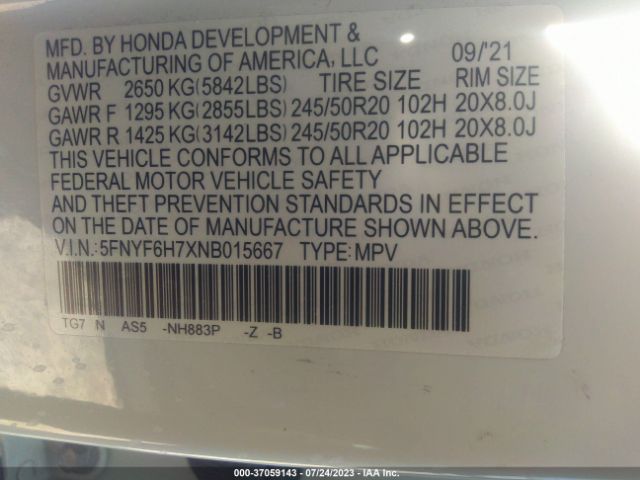 MFD. BY HONDA DEVELOPMENT &
MANUFACTURING OF AMERICA, LLC 09/'21
GVWR 2650 KG(5842LBS) TIRE SIZE RIM SIZE
GAWR F 1295 KG(2855LBS) 245/50R20 102H 20X8.0J
GAWR R 1425 KG(3142LBS) 245/50R20 102H 20X8.0J
THIS VEHICLE CONFORMS TO ALL APPLICABLE
FEDERAL MOTOR VEHICLE SAFETY
AND THEFT PREVENTION STANDARDS IN EFFECT
ON THE DATE OF MANUFACTURE SHOWN ABOVE.
V.I.N.:5FNYF6H7XNB015667 TYPE:MPV
TG7 N AS5 -NH883P -Z -B
000-37059143 - 07/24/2023 - IAA Inc.